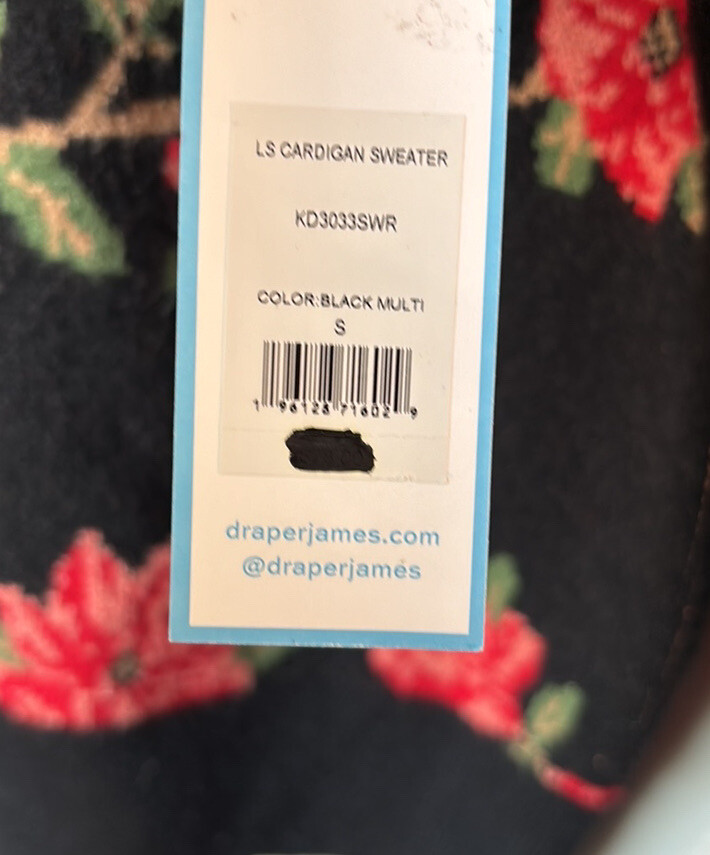 LS CARDIGAN SWEATER
KD3033SWR
COLOR:BLACK MULTI
S
1 96128 71602 9
draperjames.com
@draperjames